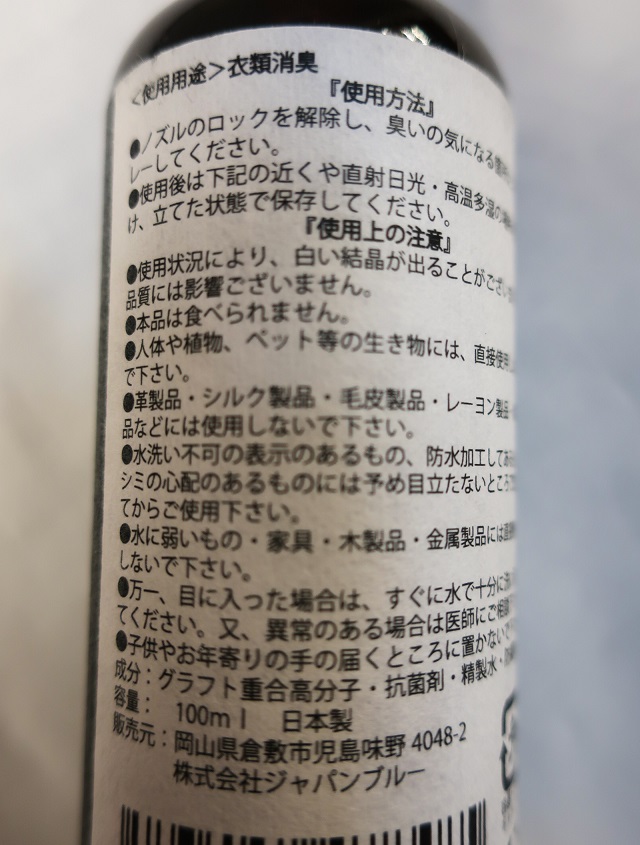 ＜使用用途＞衣類消臭
『使用方法』
●ノズルのロックを解除し、臭いの気になる
レーしてください。
●使用後は下記の近くや直射日光・高温多湿の
け、立てた状態で保存してください。
『使用上の注意』
●使用状況により、白い結晶が出ることがござい
品質には影響ございません。
●本品は食べられません。
●人体や植物、ペット等の生き物には、直接使用し
で下さい。
●革製品・シルク製品・毛皮製品・レーヨン製品
品などには使用しないで下さい。
●水洗い不可の表示のあるもの、防水加工して
シミの心配のあるものには予め目立たないところ
てからご使用下さい。
●水に弱いもの・家具・木製品・金属製品には直接
しないで下さい。
●万一、目に入った場合は、すぐに水で十分に
てください。又、異常のある場合は医師にご相談
●子供やお年寄りの手の届くところに置かない
成分：グラフト重合高分子・抗菌剤・精製水・
容量： 100ml 日本製
販売元：岡山県倉敷市児島味野 4048-2
株式会社ジャパンブルー